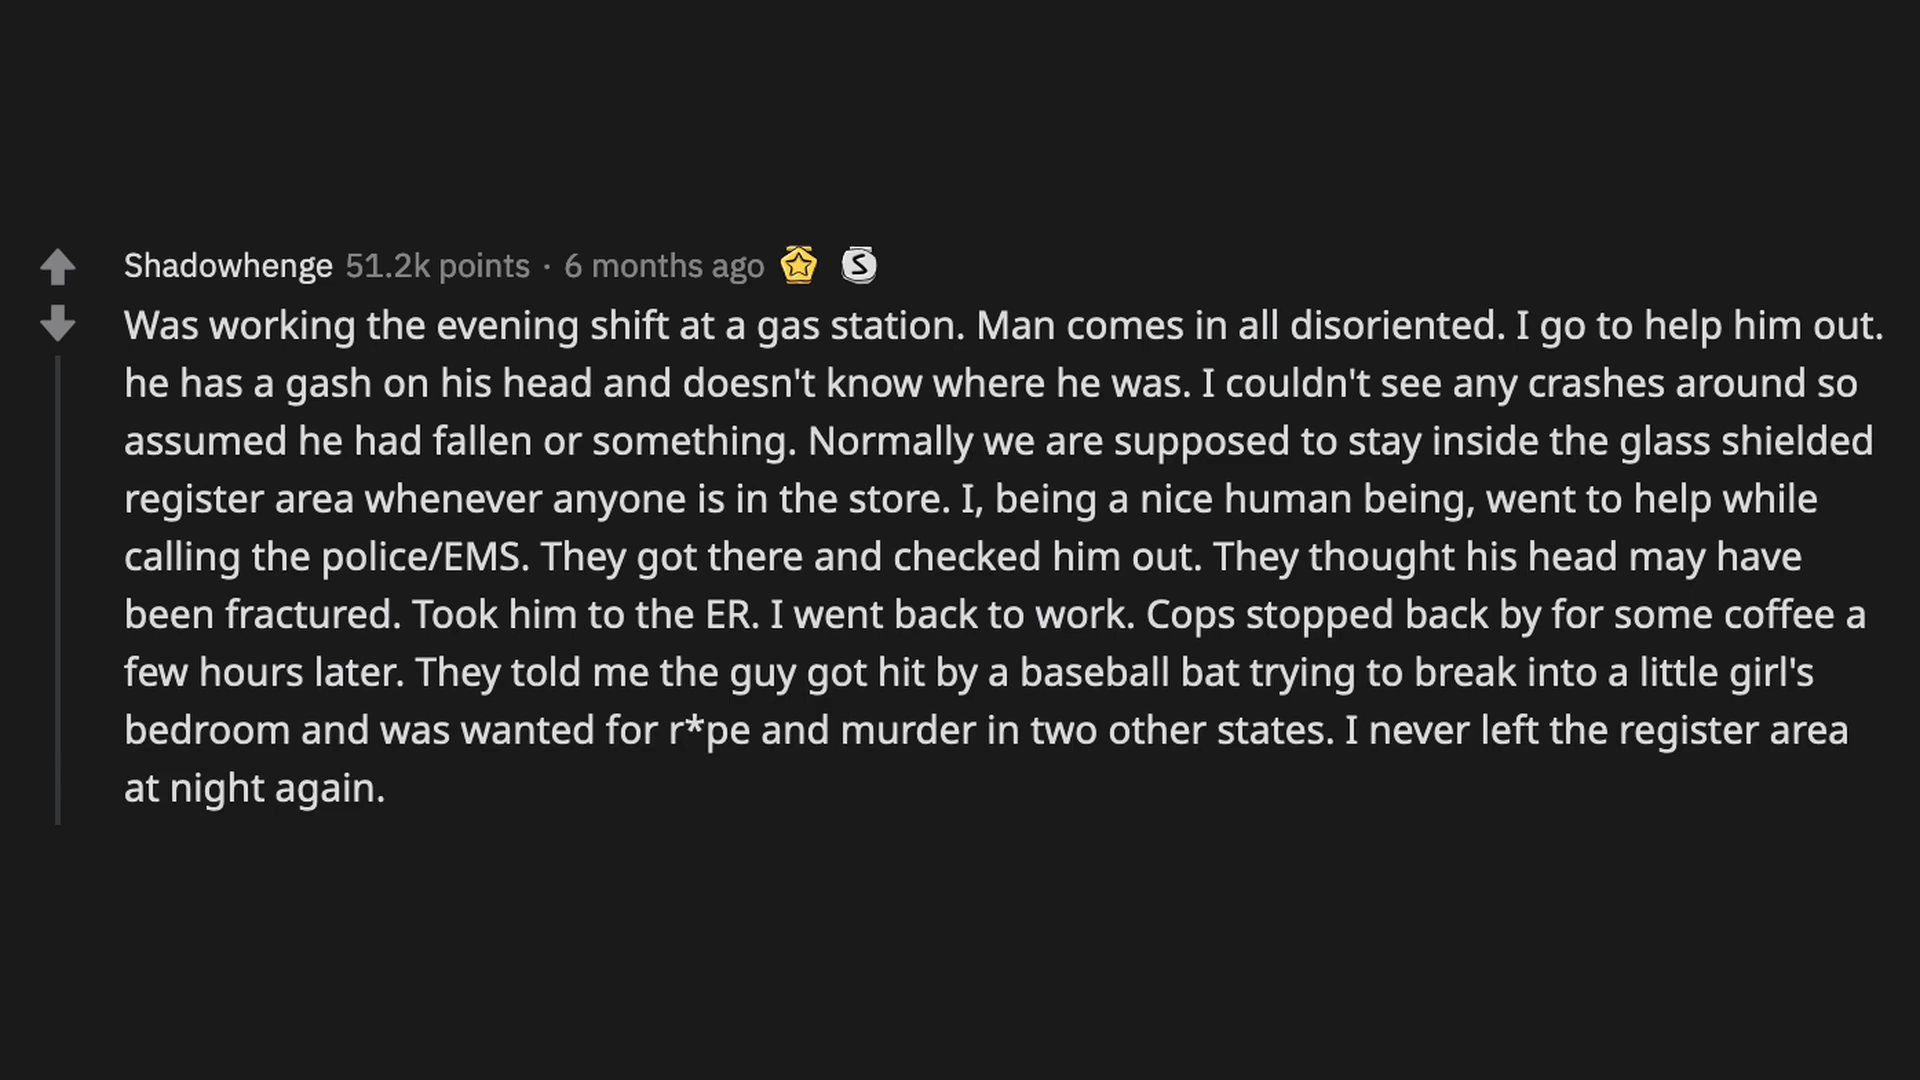 Shadowhenge 51.2k points · 6 months ago S
Was working the evening shift at a gas station. Man comes in all disoriented. I go to help him out.
he has a gash on his head and doesn't know where he was. I couldn't see any crashes around so
assumed he had fallen or something. Normally we are supposed to stay inside the glass shielded
register area whenever anyone is in the store. I, being a nice human being, went to help while
calling the police/EMS. They got there and checked him out. They thought his head may have
been fractured. Took him to the ER. I went back to work. Cops stopped back by for some coffee a
few hours later. They told me the guy got hit by a baseball bat trying to break into a little girl's
bedroom and was wanted for r*pe and murder in two other states. I never left the register area
at night again.